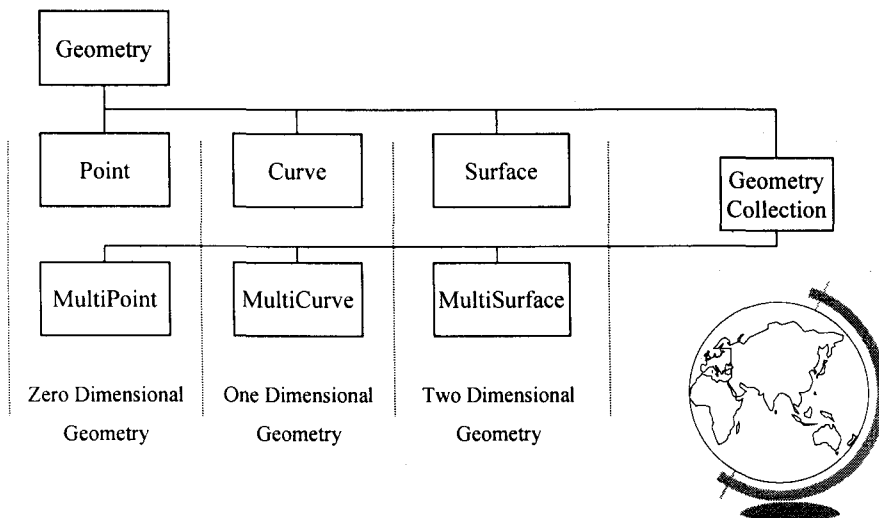 Geometry
Point
Curve
Surface
Geometry
Collection
MultiPoint
MultiCurve
MultiSurface
Zero Dimensional
Geometry
One Dimensional
Geometry
Two Dimensional
Geometry